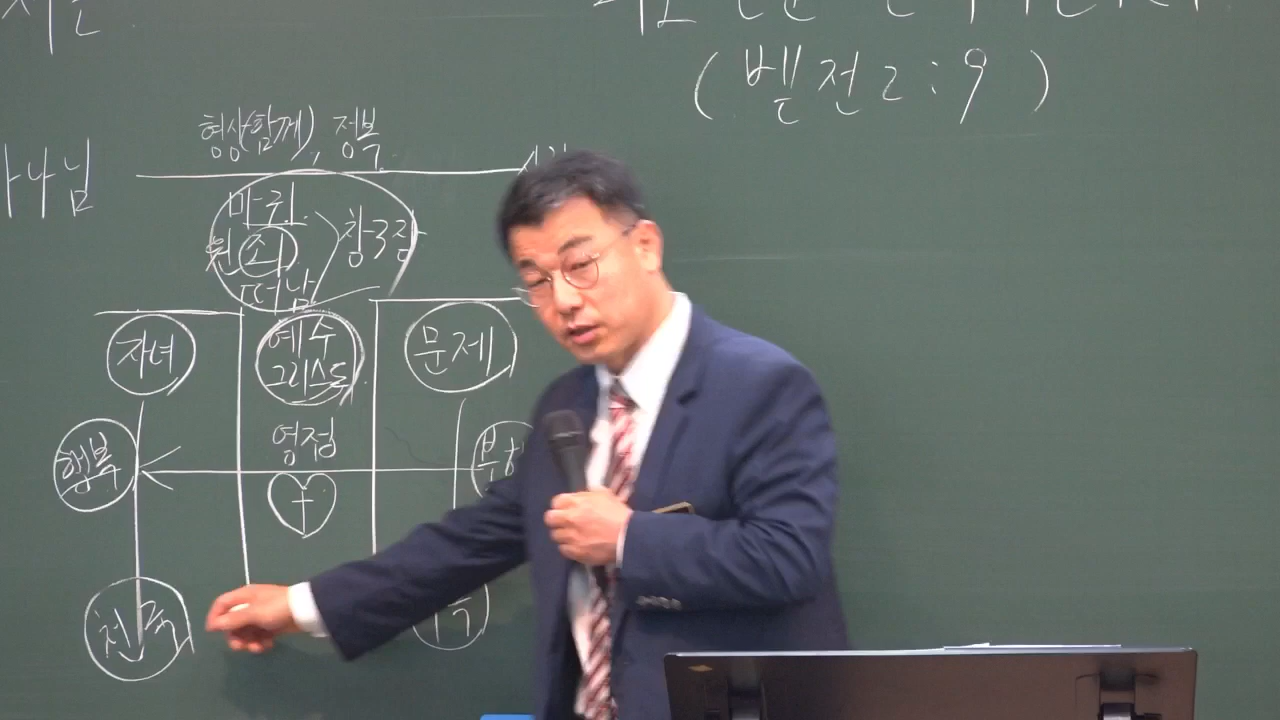 (벧전2:9)
형상(함께), 정복
하나님
마귀
원죄
떠남
창3장
자녀
예수
그리스도
문제
영접
행복
천국